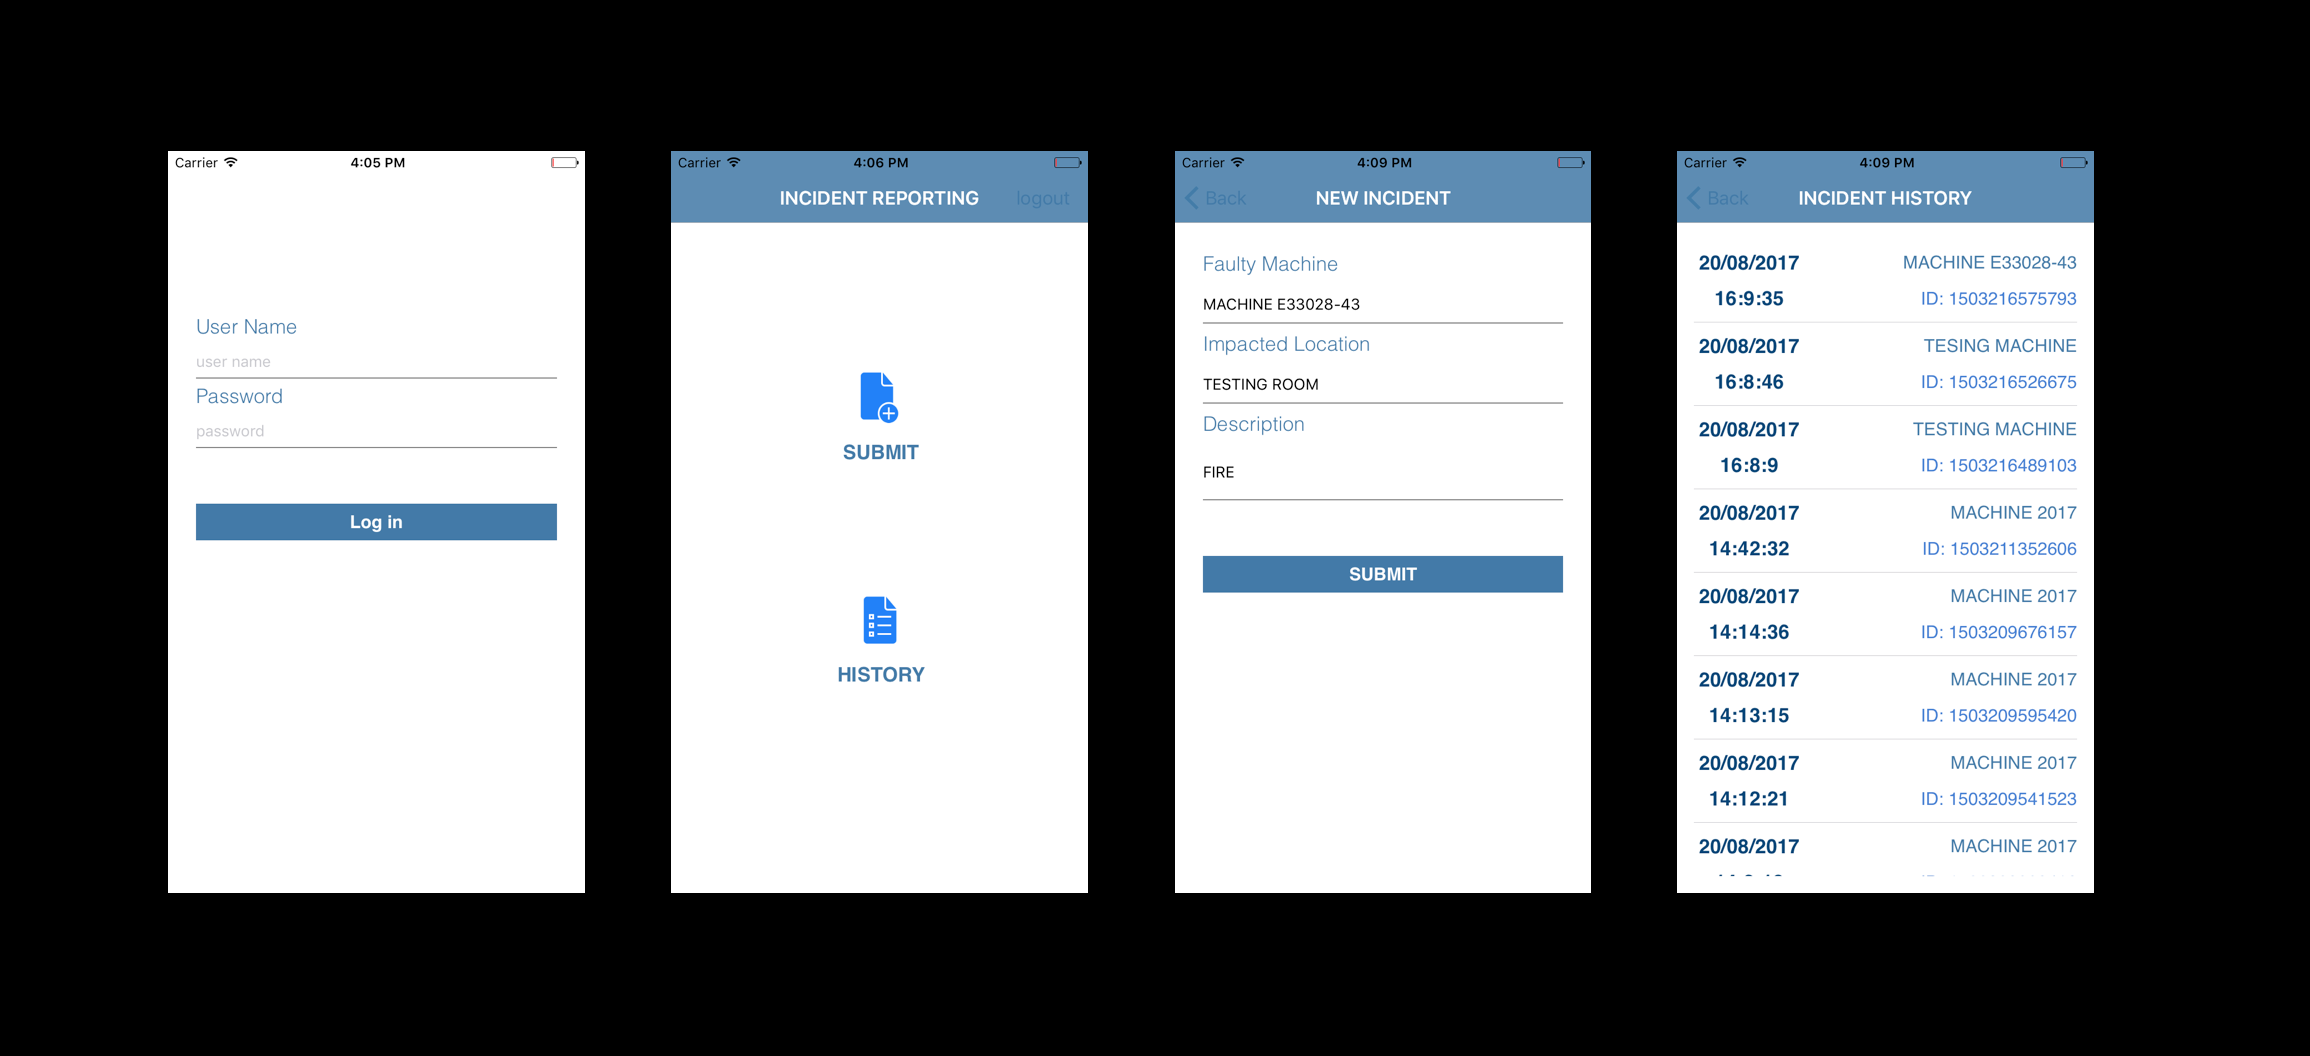 Carrier 4:05 PM
User Name
user name
Password
password
Log in
Carrier 4:06 PM
INCIDENT REPORTING logout
SUBMIT
HISTORY
Carrier 4:09 PM
Back NEW INCIDENT
Faulty Machine
MACHINE E33028-43
Impacted Location
TESTING ROOM
Description
FIRE
SUBMIT
Carrier 4:09 PM
Back INCIDENT HISTORY
20/08/2017 MACHINE E33028-43
16:9:35 ID: 1503216575793
20/08/2017 TESING MACHINE
16:8:46 ID: 1503216526675
20/08/2017 TESTING MACHINE
16:8:9 ID: 1503216489103
20/08/2017 MACHINE 2017
14:42:32 ID: 1503211352606
20/08/2017 MACHINE 2017
14:14:36 ID: 1503209676157
20/08/2017 MACHINE 2017
14:13:15 ID: 1503209595420
20/08/2017 MACHINE 2017
14:12:21 ID: 1503209541523
20/08/2017 MACHINE 2017